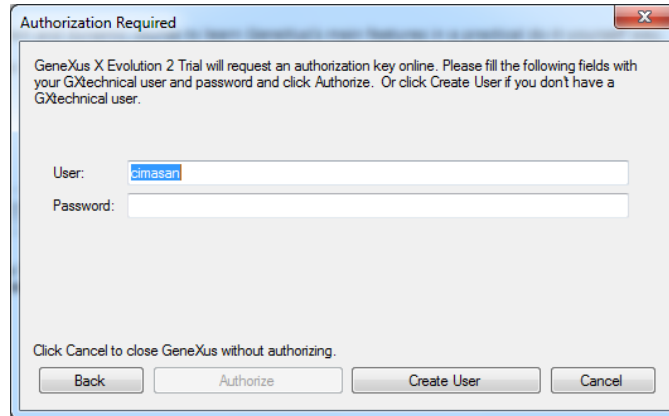 Authorization Required
GeneXus X Evolution 2 Trial will request an authorization key online. Please fill the following fields with
your GXtechnical user and password and click Authorize.  Or click Create User if you don't have a
GXtechnical user.
User:
cimasan
Password:
Click Cancel to close GeneXus without authorizing.
Back
Authorize
Create User
Cancel